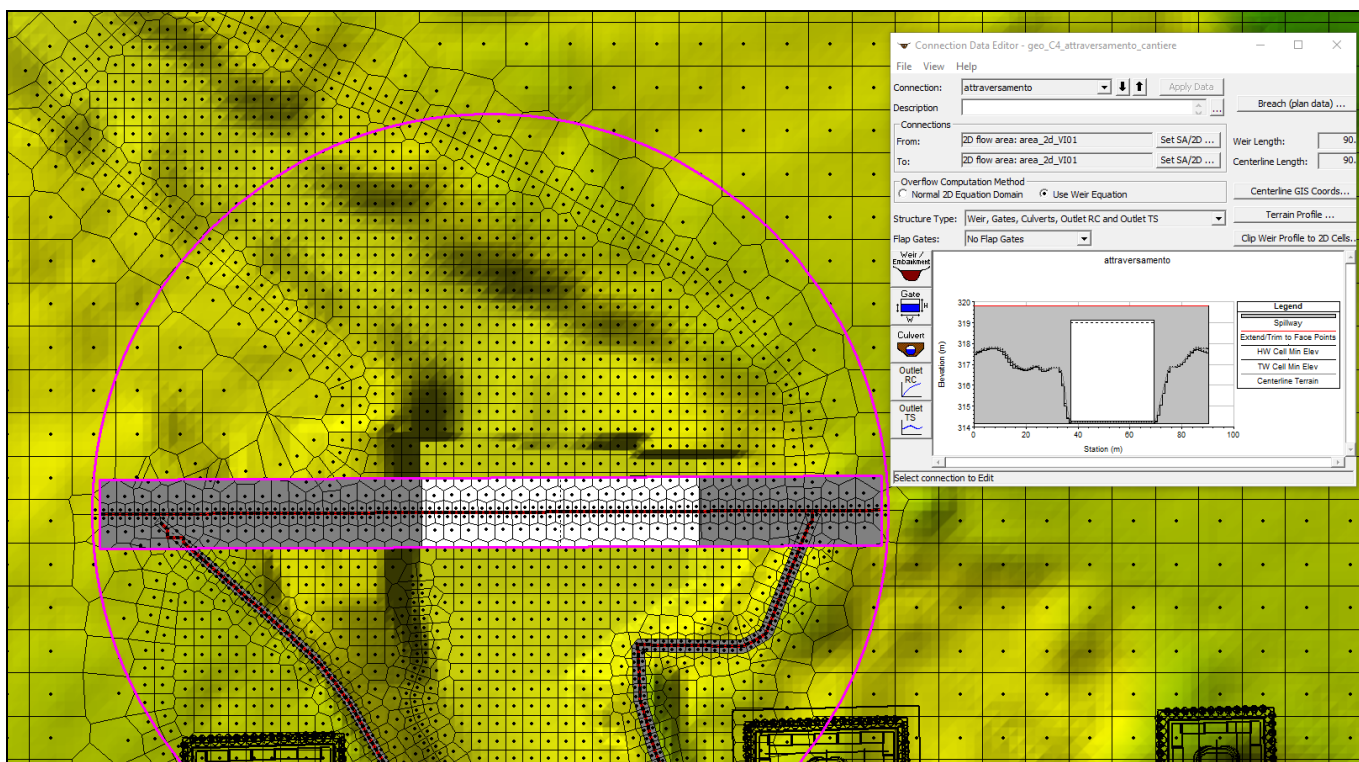 Connection Data Editor - geo_C4_attraversamento_cantiere
File View Help
Connection: attraversamento Apply Data
Description ... Breach (plan data) ...
Connections
From: 2D flow area: area_2d_VI01 Set SA/2D ... Weir Length: 90.
To: 2D flow area: area_2d_VI01 Set SA/2D ... Centerline Length: 90.
Overflow Computation Method
Normal 2D Equation Domain Use Weir Equation Centerline GIS Coords...
Structure Type: Weir, Gates, Culverts, Outlet RC and Outlet TS Terrain Profile ...
Flap Gates: No Flap Gates Clip Weir Profile to 2D Cells...
Weir /
Embankment
Gate
H
W
Culvert
Outlet
RC
Outlet
TS
attraversamento
320
319
318
317
316
315
314
Elevation (m)
0 20 40 60 80 100
Station (m)
Legend
Spillway
Extend/Trim to Face Points
HW Cell Min Elev
TW Cell Min Elev
Centerline Terrain
Select connection to Edit